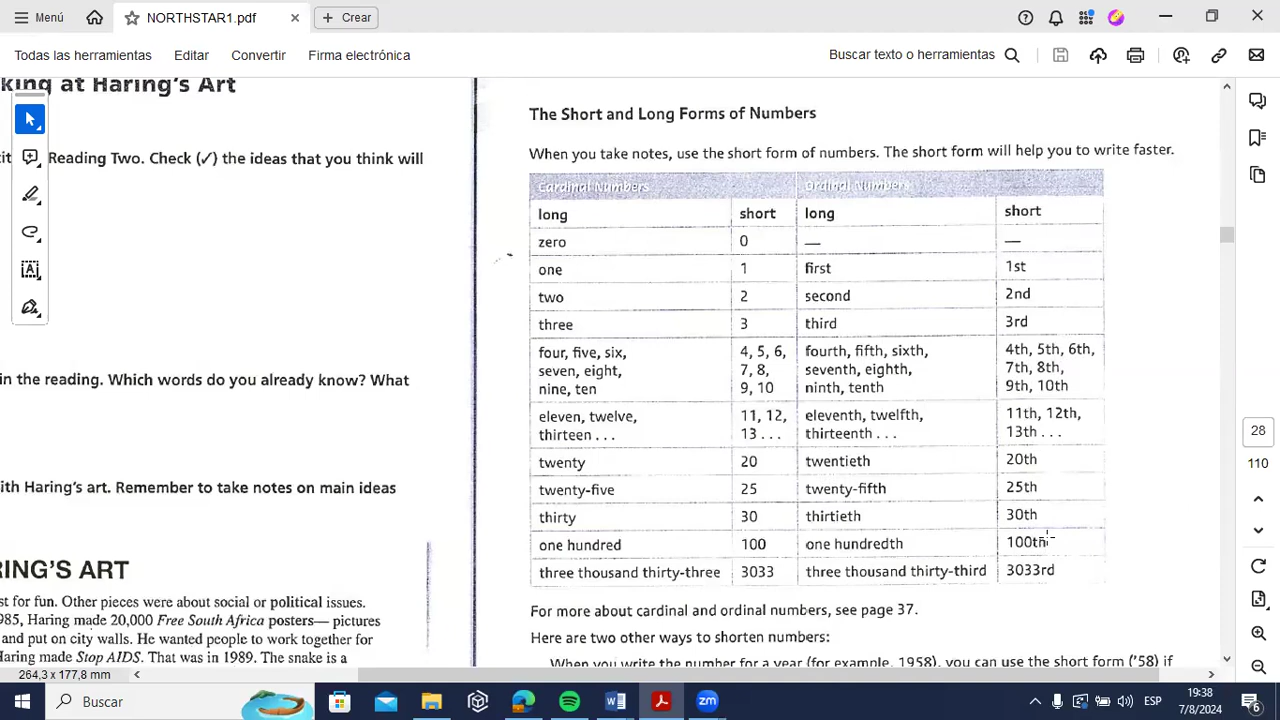 Menú
NORTHSTAR1.pdf
Crear
Todas las herramientas
Editar
Convertir
Firma electrónica
Buscar texto o herramientas
king at Haring's Art
Reading Two. Check (✓) the ideas that you think will
in the reading. Which words do you already know? What
ith Haring's art. Remember to take notes on main ideas
RING'S ART
st for fun. Other pieces were about social or political issues.
985, Haring made 20,000 Free South Africa posters— pictures
and put on city walls. He wanted people to work together for
Haring made Stop AIDS. That was in 1989. The snake is a
The Short and Long Forms of Numbers
When you take notes, use the short form of numbers. The short form will help you to write faster.
Cardinal Numbers Ordinal Numbers
long short long short
zero 0 — —
one 1 first 1st
two 2 second 2nd
three 3 third 3rd
four, five, six, 4, 5, 6, fourth, fifth, sixth, 4th, 5th, 6th,
seven, eight, 7, 8, seventh, eighth, 7th, 8th,
nine, ten 9, 10 ninth, tenth 9th, 10th
eleven, twelve, 11, 12, eleventh, twelfth, 11th, 12th,
thirteen . . . 13 . . . thirteenth . . . 13th . . .
twenty 20 twentieth 20th
twenty-five 25 twenty-fifth 25th
thirty 30 thirtieth 30th
one hundred 100 one hundredth 100th
three thousand thirty-three 3033 three thousand thirty-third 3033rd
For more about cardinal and ordinal numbers, see page 37.
Here are two other ways to shorten numbers:
When you write the number for a year (for example, 1958), you can use the short form ('58) if
28
110
264,3 x 177,8 mm
Buscar
ESP
19:38
7/8/2024
6